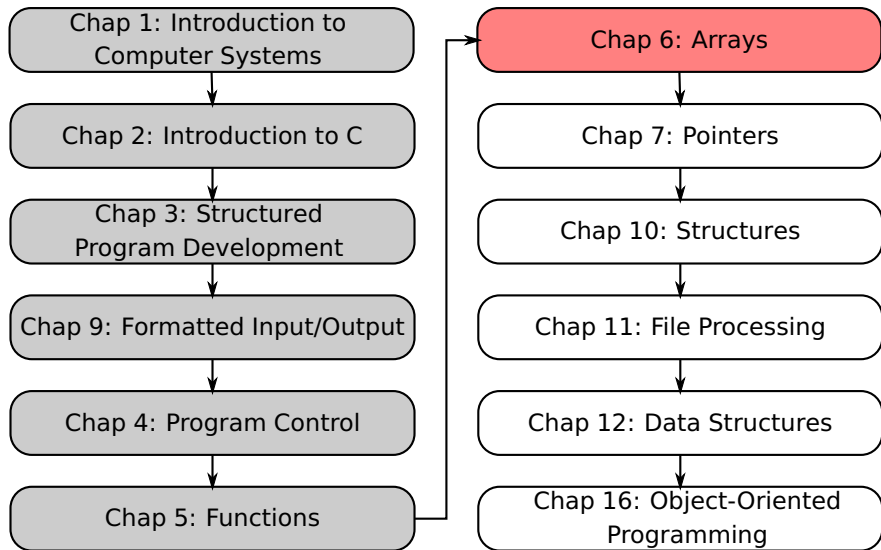 Chap 1: Introduction to
Computer Systems
Chap 2: Introduction to C
Chap 3: Structured
Program Development
Chap 9: Formatted Input/Output
Chap 4: Program Control
Chap 5: Functions
Chap 6: Arrays
Chap 7: Pointers
Chap 10: Structures
Chap 11: File Processing
Chap 12: Data Structures
Chap 16: Object-Oriented
Programming